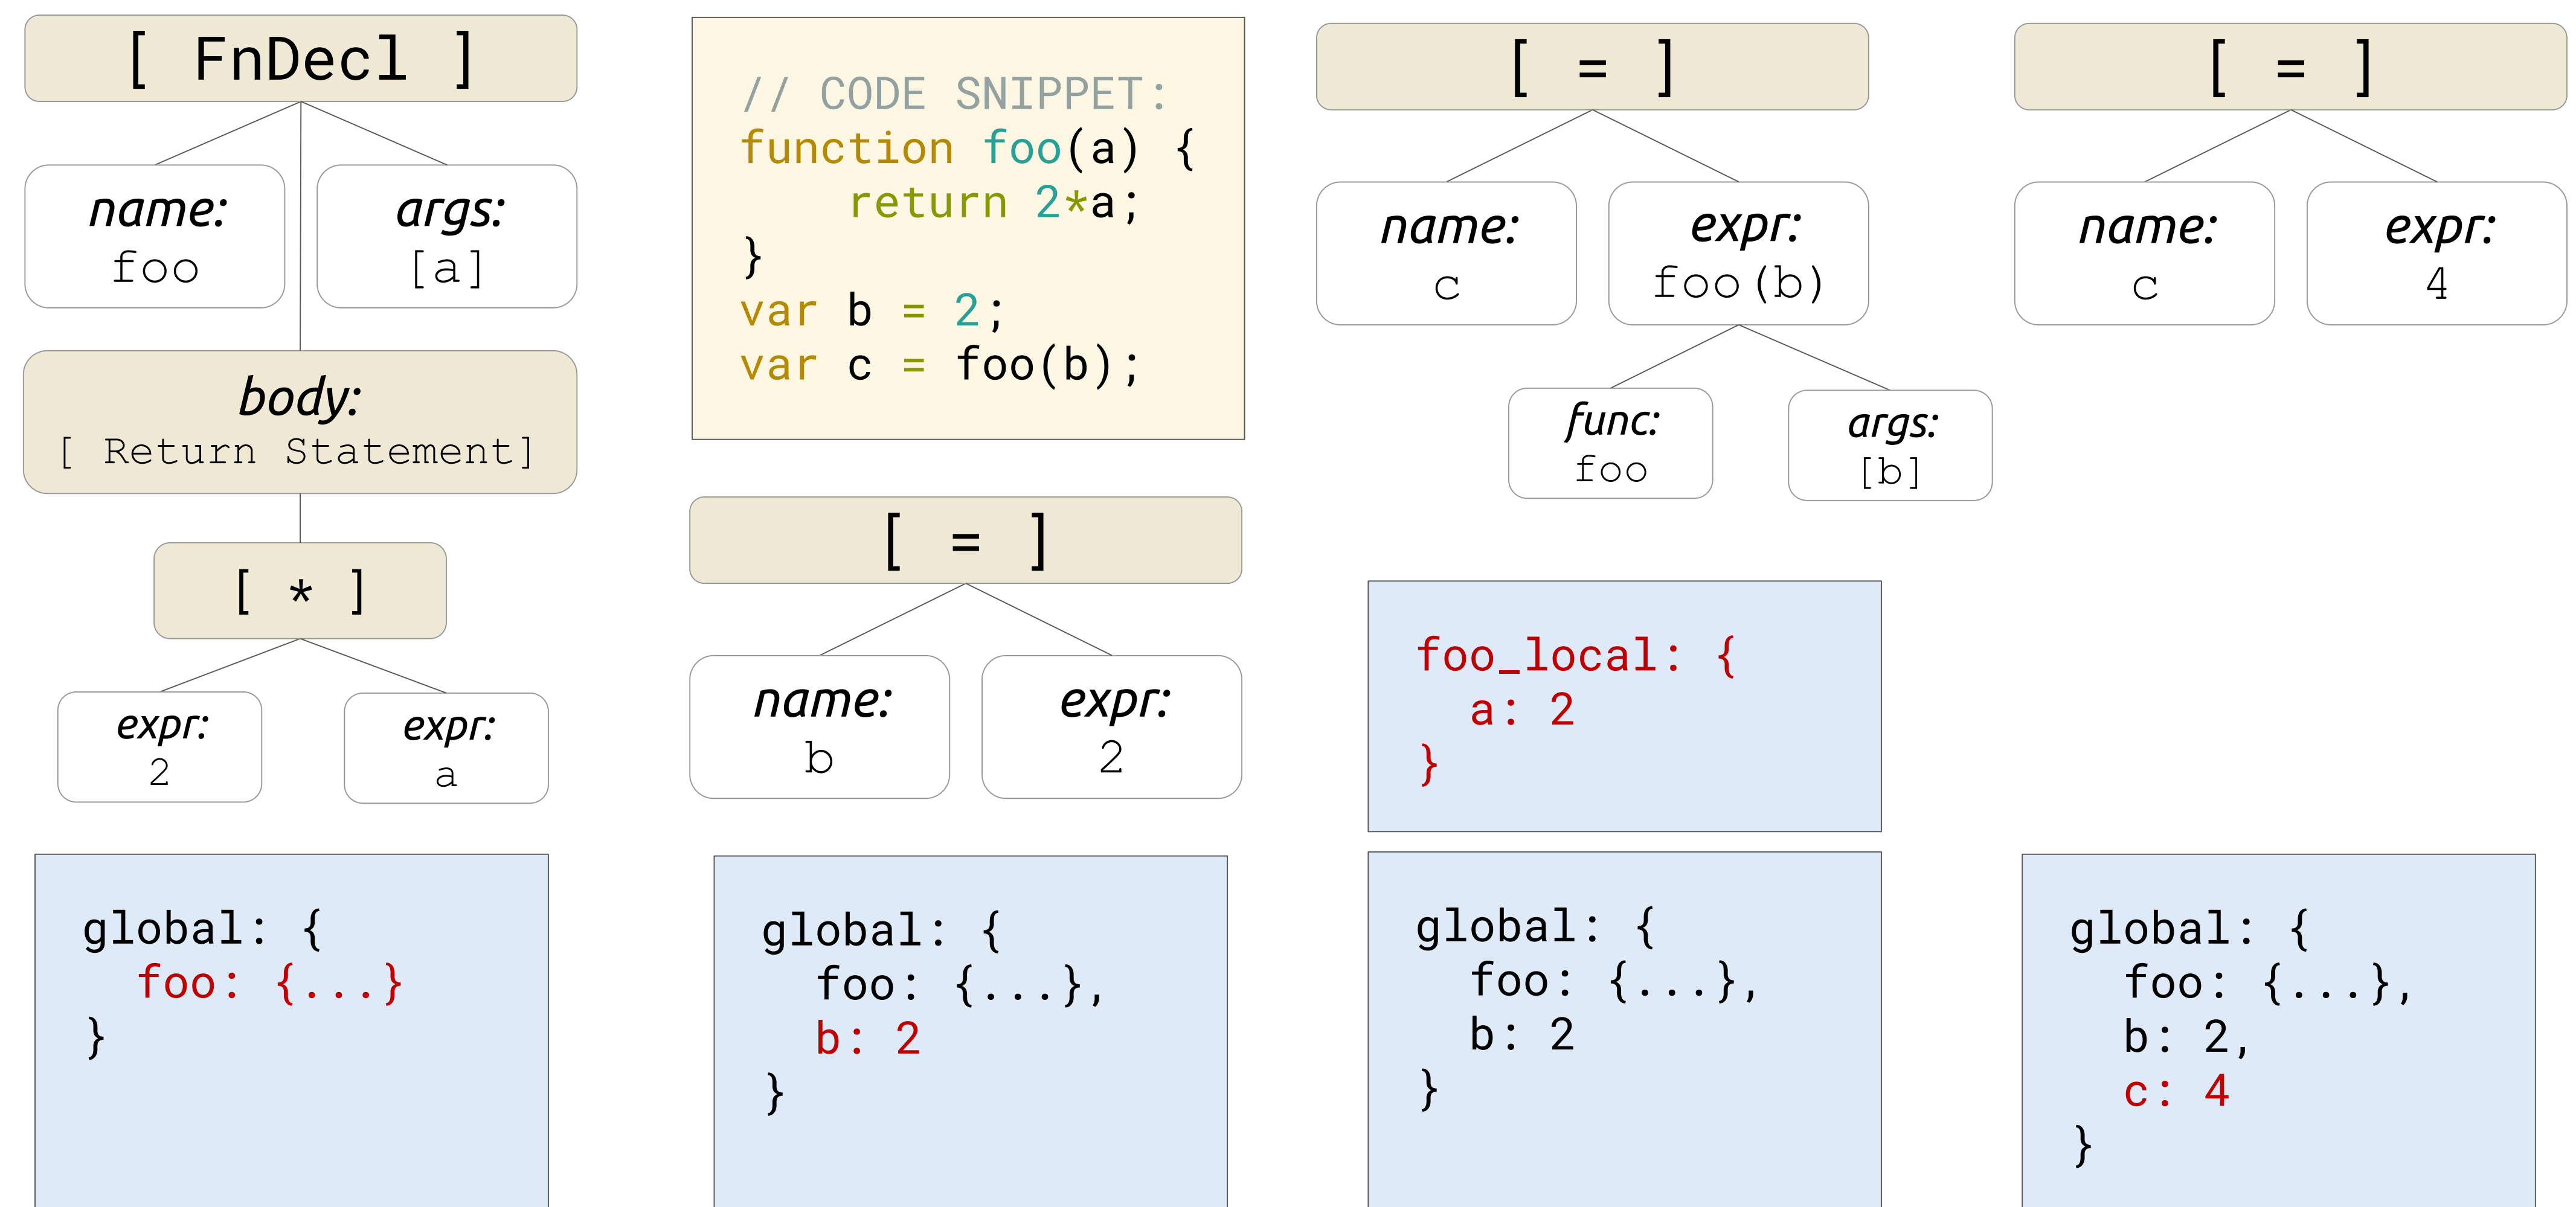 [ FnDecl ]
name:
foo
args:
[a]
body:
[ Return Statement]
[ * ]
expr:
2
expr:
a
global: {
  foo: {...}
}
// CODE SNIPPET:
function foo(a) {
    return 2*a;
}
var b = 2;
var c = foo(b);
[ = ]
name:
b
expr:
2
global: {
  foo: {...},
  b: 2
}
[ = ]
name:
c
expr:
foo(b)
func:
foo
args:
[b]
foo_local: {
  a: 2
}
global: {
  foo: {...},
  b: 2
}
[ = ]
name:
c
expr:
4
global: {
  foo: {...},
  b: 2,
  c: 4
}